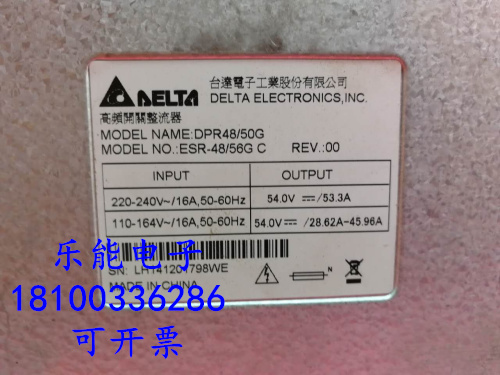 台達電子工業股份有限公司
DELTA DELTA ELECTRONICS,INC.
高頻開關整流器
MODEL NAME:DPR48/50G
MODEL NO.:ESR-48/56G C REV.:00
INPUT OUTPUT
220-240V~/16A,50-60Hz 54.0V⎓/53.3A
110-164V~/16A,50-60Hz 54.0V⎓/28.62A-45.96A
乐能电子
SN:
MADE IN CHINA
N
18100336286
可开票